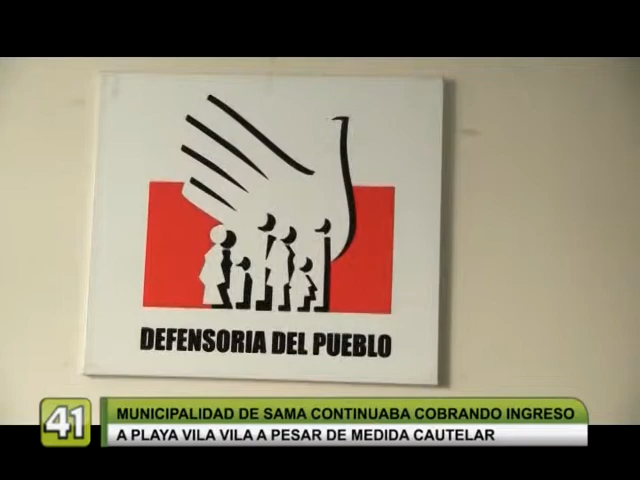 DEFENSORIA DEL PUEBLO
41
MUNICIPALIDAD DE SAMA CONTINUABA COBRANDO INGRESO
A PLAYA VILA VILA A PESAR DE MEDIDA CAUTELAR